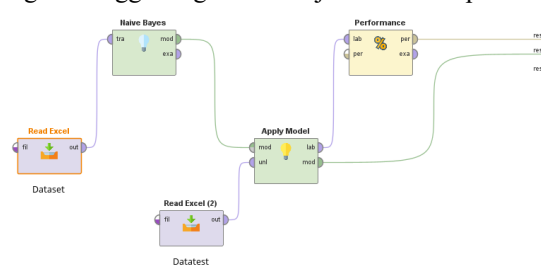 Naive Bayes
tra
mod
exa
Performance
lab
per
per
exa
res
res
res
Read Excel
fil
out
Dataset
Apply Model
mod
lab
unl
mod
Read Excel (2)
fil
out
Datatest